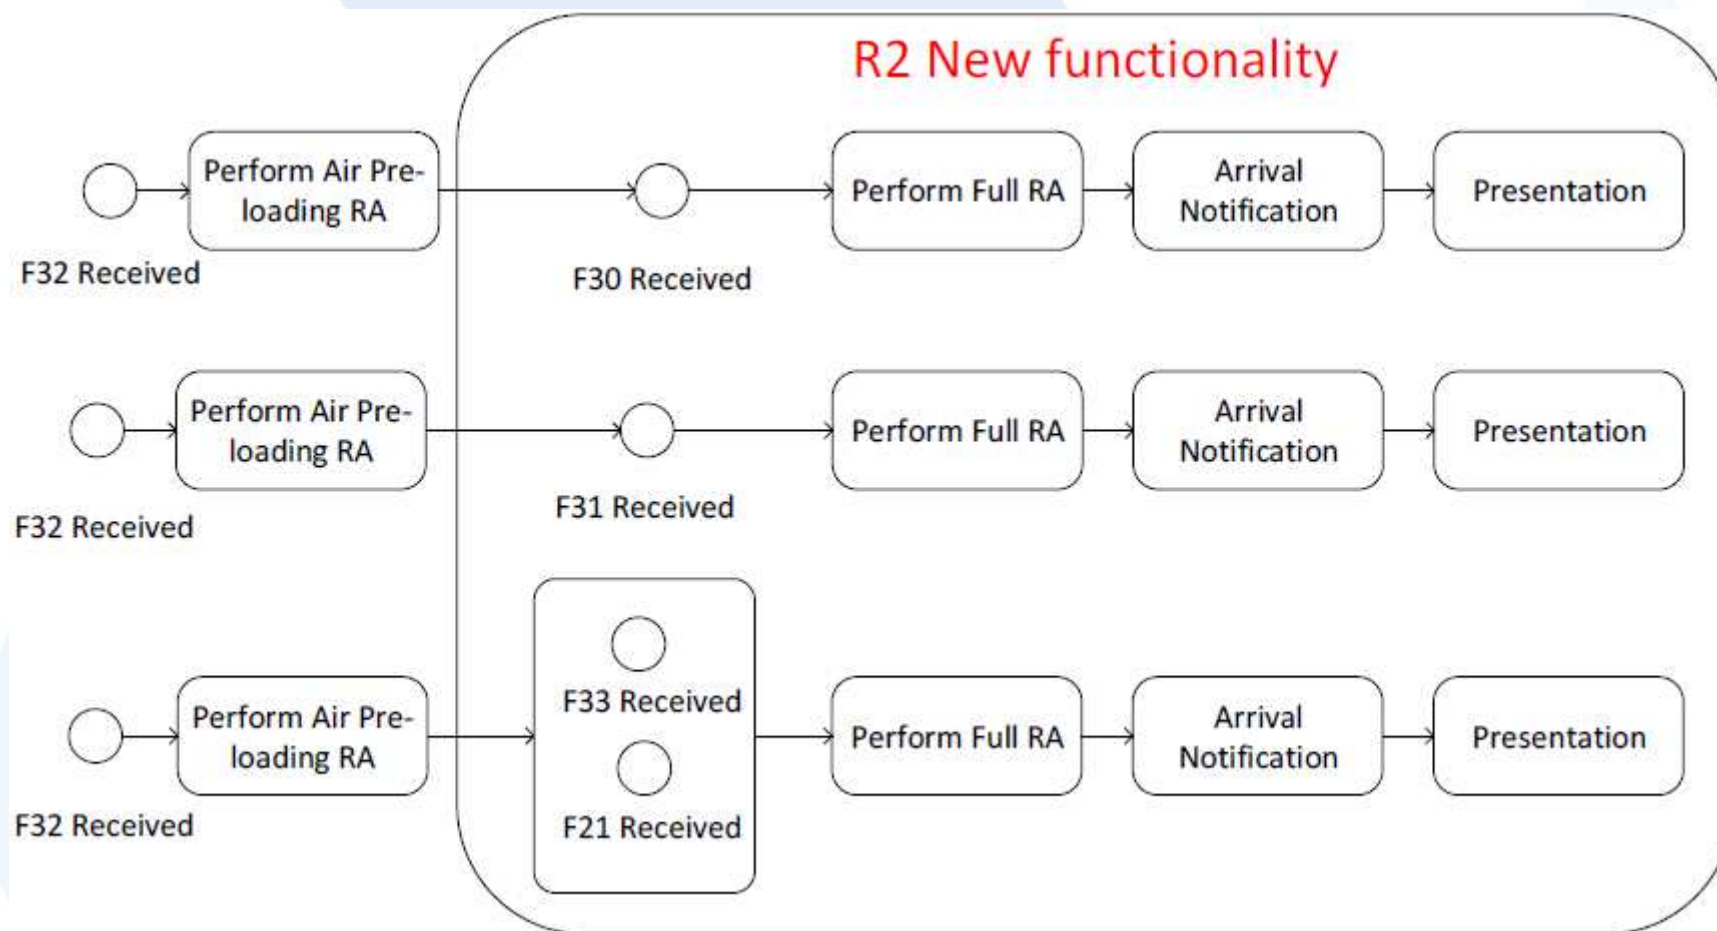 R2 New functionality
Perform Air Pre-
loading RA
F32 Received
F30 Received
Perform Full RA
Arrival
Notification
Presentation
Perform Air Pre-
loading RA
F32 Received
F31 Received
Perform Full RA
Arrival
Notification
Presentation
Perform Air Pre-
loading RA
F32 Received
F33 Received
F21 Received
Perform Full RA
Arrival
Notification
Presentation